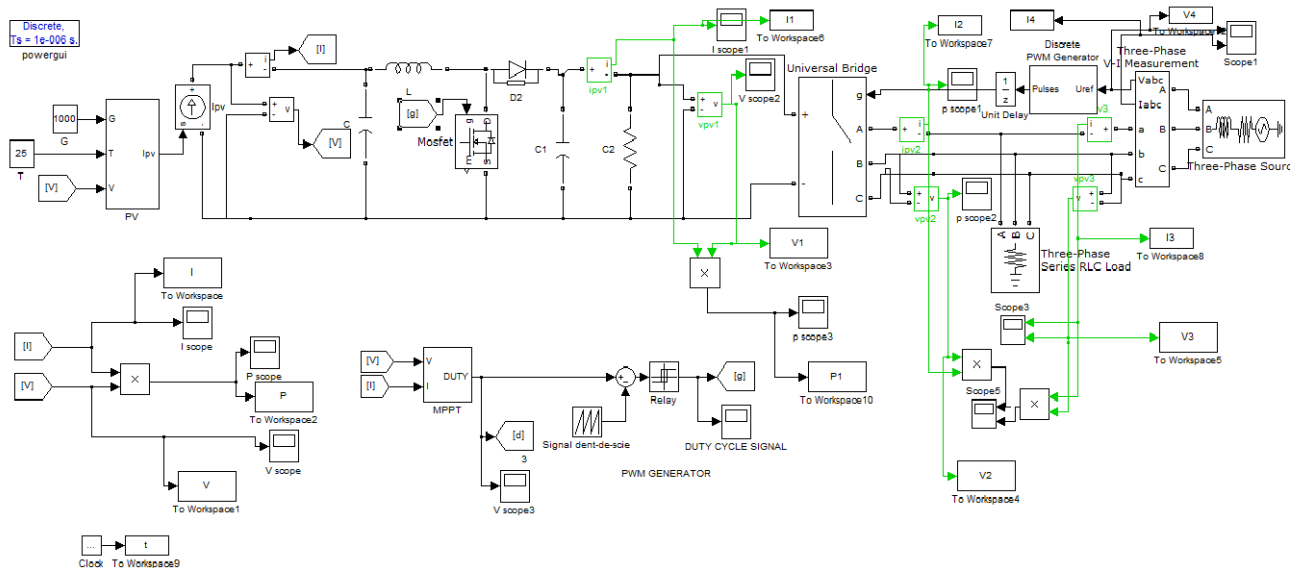 Discrete,
Ts = 1e-006 s.
powergui
[I]
+
-
i
+
-
v
[V]
Ipv
+
s
-
1000
G
25
T
[V]
G
T
V
Ipv
PV
C
L
[g]
Mosfet
g
D
m
S
D2
C1
C2
+
-
i
ipv1
I scope1
I1
To Workspace6
V scope2
+
-
v
vpv1
Universal Bridge
g
+
-
A
B
C
I2
To Workspace7
p scope1
1
z
Unit Delay
I4
Discrete
PWM Generator
Pulses
Uref
V4
Scope1
Three-Phase
V-I Measurement
Vabc
Iabc
A
B
C
a
b
c
A
B
C
Three-Phase Source
+
i
-
ipv2
v3
i
+
-
+
-
v
vpv2
p scope2
vpv3
v
+
-
A
B
C
Three-Phase
Series RLC Load
I3
To Workspace8
V1
To Workspace3
×
p scope3
P1
To Workspace10
Scope3
V3
To Workspace5
×
Scope5
×
V2
To Workspace4
I
To Workspace
I scope
[I]
[V]
×
P scope
P
To Workspace2
V scope
V
To Workspace1
[V]
[I]
V
I
DUTY
MPPT
[d]
3
V scope3
Signal dent-de-scie
+
-
Relay
[g]
DUTY CYCLE SIGNAL
PWM GENERATOR
...
Clock
t
To Workspace9